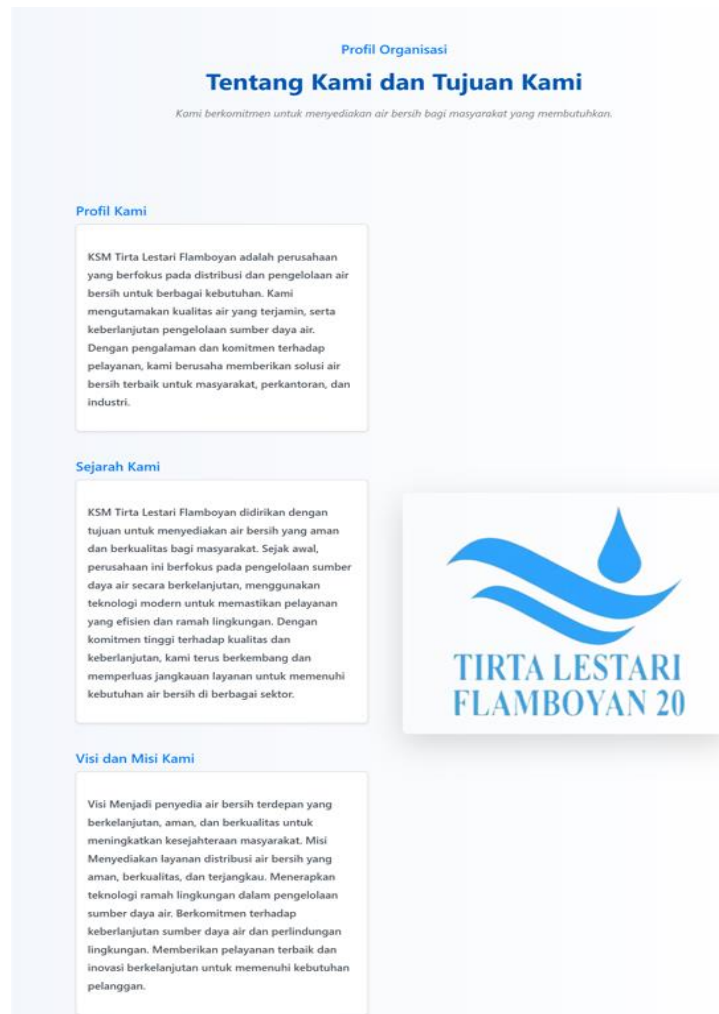 Profil Organisasi
Tentang Kami dan Tujuan Kami
Kami berkomitmen untuk menyediakan air bersih bagi masyarakat yang membutuhkan.
Profil Kami
KSM Tirta Lestari Flamboyan adalah perusahaan
yang berfokus pada distribusi dan pengelolaan air
bersih untuk berbagai kebutuhan. Kami
mengutamakan kualitas air yang terjamin, serta
keberlanjutan pengelolaan sumber daya air.
Dengan pengalaman dan komitmen terhadap
pelayanan, kami berusaha memberikan solusi air
bersih terbaik untuk masyarakat, perkantoran, dan
industri.
Sejarah Kami
KSM Tirta Lestari Flamboyan didirikan dengan
tujuan untuk menyediakan air bersih yang aman
dan berkualitas bagi masyarakat. Sejak awal,
perusahaan ini berfokus pada pengelolaan sumber
daya air secara berkelanjutan, menggunakan
teknologi modern untuk memastikan pelayanan
yang efisien dan ramah lingkungan. Dengan
komitmen tinggi terhadap kualitas dan
keberlanjutan, kami terus berkembang dan
memperluas jangkauan layanan untuk memenuhi
kebutuhan air bersih di berbagai sektor.
TIRTA LESTARI
FLAMBOYAN 20
Visi dan Misi Kami
Visi Menjadi penyedia air bersih terdepan yang
berkelanjutan, aman, dan berkualitas untuk
meningkatkan kesejahteraan masyarakat. Misi
Menyediakan layanan distribusi air bersih yang
aman, berkualitas, dan terjangkau. Menerapkan
teknologi ramah lingkungan dalam pengelolaan
sumber daya air. Berkomitmen terhadap
keberlanjutan sumber daya air dan perlindungan
lingkungan. Memberikan pelayanan terbaik dan
inovasi berkelanjutan untuk memenuhi kebutuhan
pelanggan.